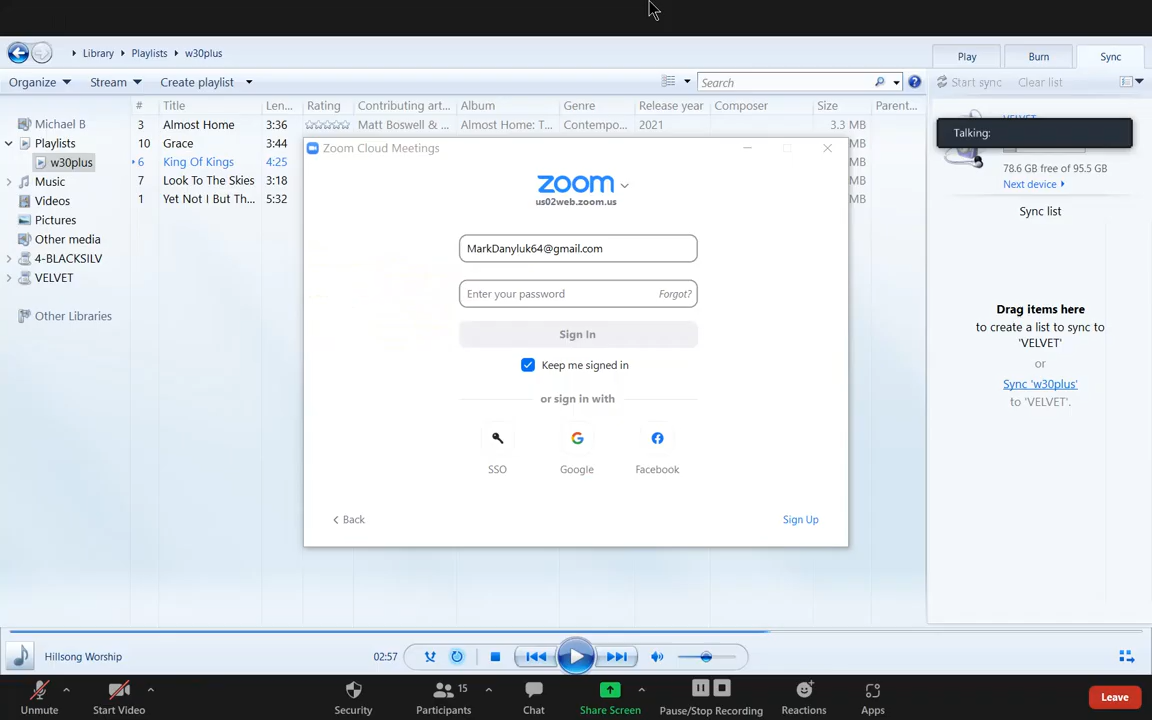 Library Playlists w30plus
Play Burn Sync
Organize Stream Create playlist Search ? Start sync Clear list
# Title Len... Rating Contributing art... Album Genre Release year Composer Size Parent...
Michael B
Playlists
w30plus
Music
Videos
Pictures
Other media
4-BLACKSILV
VELVET
Other Libraries
3 Almost Home 3:36 Matt Boswell & ... Almost Home: T... Contempo... 2021 3.3 MB
10 Grace 3:44 MB
6 King Of Kings 4:25 MB
7 Look To The Skies 3:18 MB
1 Yet Not I But Th... 5:32 MB
Zoom Cloud Meetings
zoom
us02web.zoom.us
MarkDanyluk64@gmail.com
Enter your password Forgot?
Sign In
Keep me signed in
or sign in with
SSO Google Facebook
Back Sign Up
VELVET
Talking:
78.6 GB free of 95.5 GB
Next device
Sync list
Drag items here
to create a list to sync to
'VELVET'
or
Sync 'w30plus'
to 'VELVET'.
Hillsong Worship 02:57
Unmute Start Video Security Participants 15 Chat Share Screen Pause/Stop Recording Reactions Apps Leave